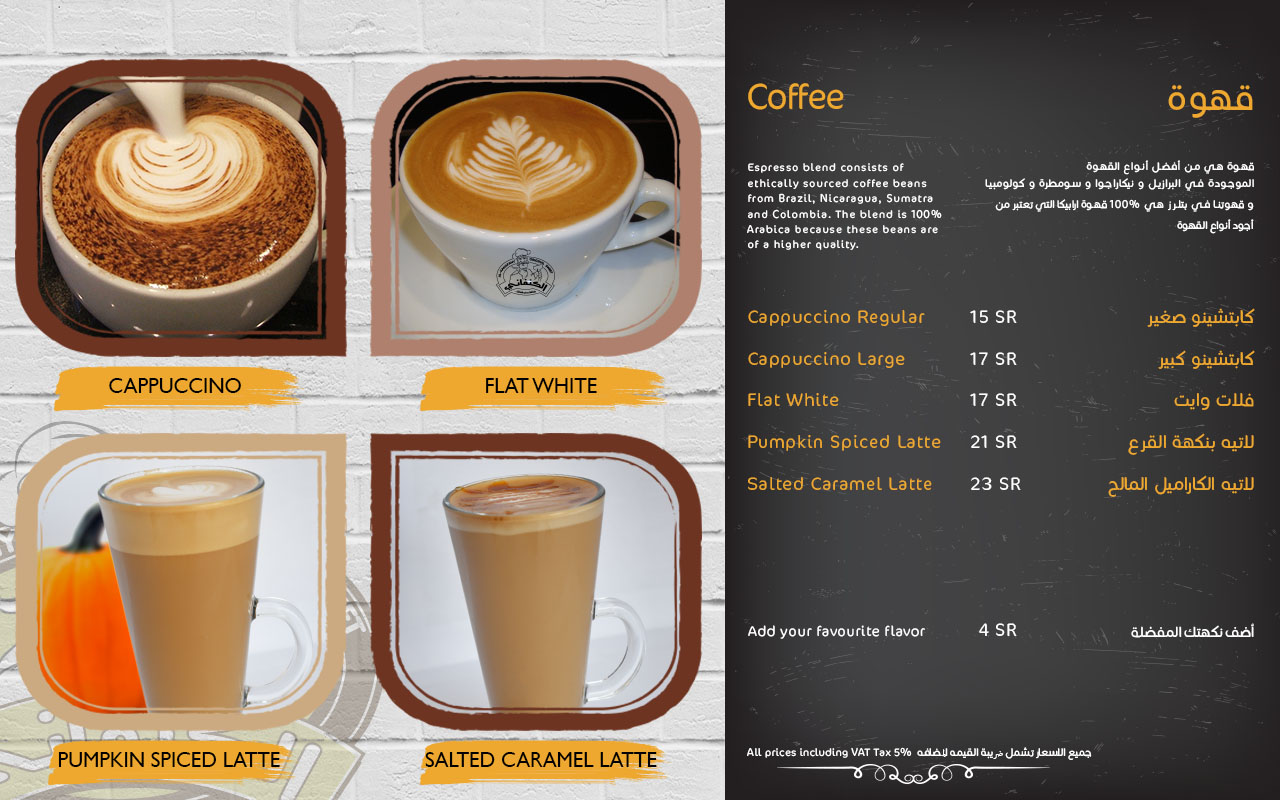 CAPPUCCINO
FLAT WHITE
الكنفاني
PUMPKIN SPICED LATTE
SALTED CARAMEL LATTE
Coffee
قهوة
Espresso blend consists of
ethically sourced coffee beans
from Brazil, Nicaragua, Sumatra
and Colombia. The blend is 100%
Arabica because these beans are
of a higher quality.
قهوة هي من أفضل أنواع القهوة
الموجودة في البرازيل و نيكاراجوا و سومطرة و كولومبيا
و قهوتنا في بتلرز هي 100% قهوة ارابيكا التي تعتبر من
أجود أنواع القهوة
Cappuccino Regular 15 SR كابتشينو صغير
Cappuccino Large 17 SR كابتشينو كبير
Flat White 17 SR فلات وايت
Pumpkin Spiced Latte 21 SR لاتيه بنكهة القرع
Salted Caramel Latte 23 SR لاتيه الكاراميل المالح
Add your favourite flavor 4 SR أضف نكهتك المفضلة
All prices including VAT Tax 5% جميع الاسعار تشمل ضريبة القيمه لاضافه